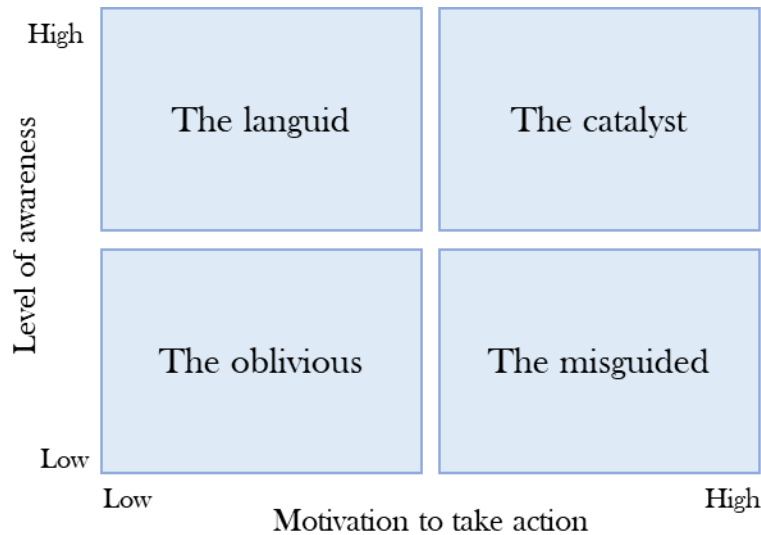 High
The languid
The catalyst
Level of awareness
The oblivious
The misguided
Low
Low
High
Motivation to take action